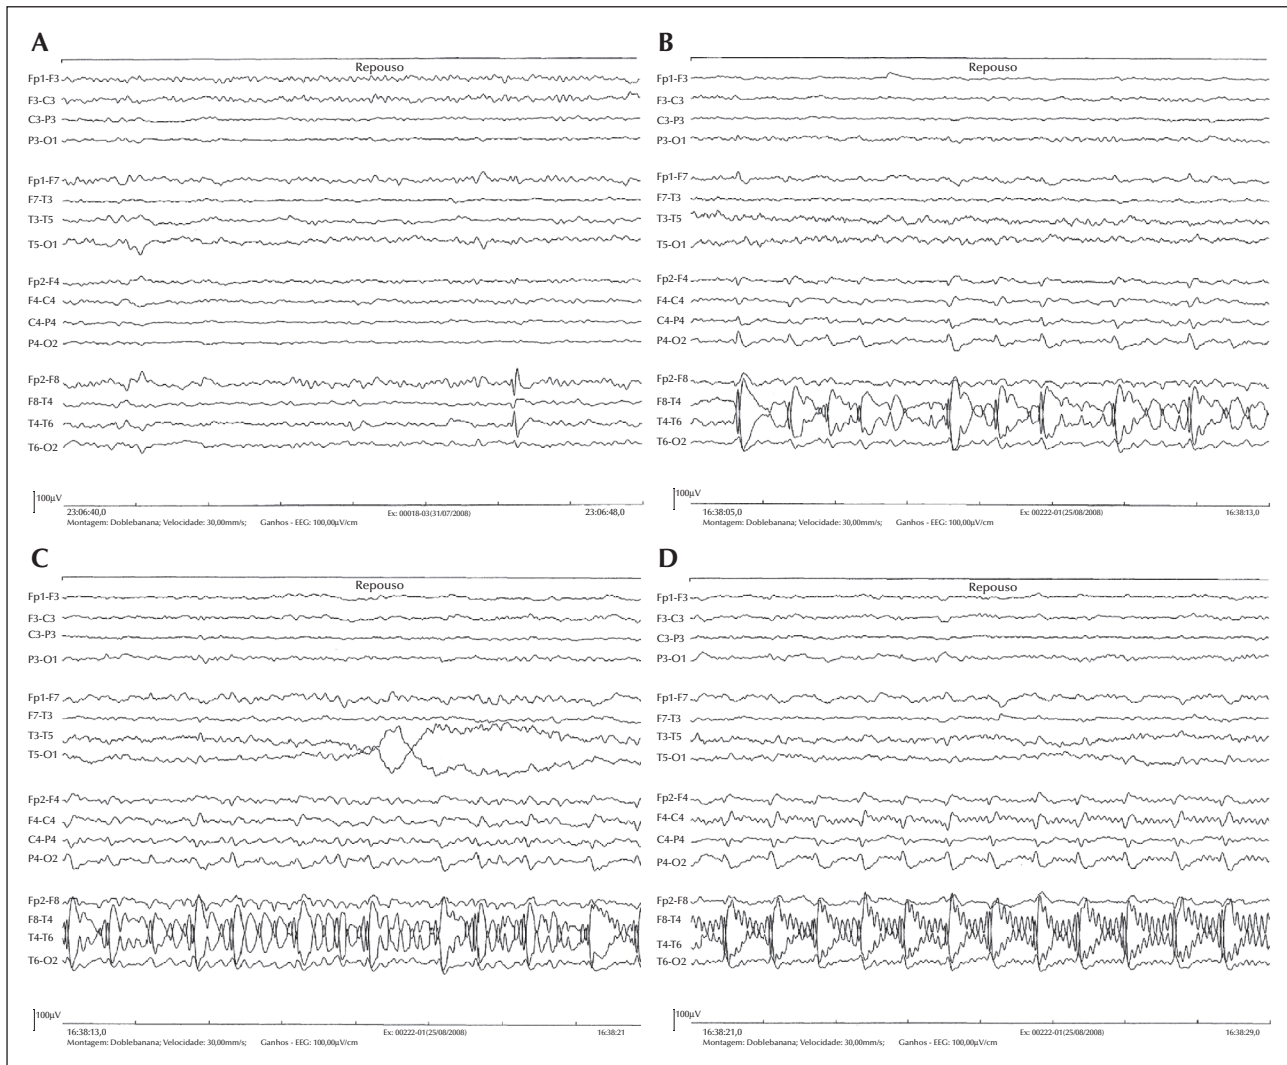 A
Repouso
Fp1-F3
F3-C3
C3-P3
P3-O1
Fp1-F7
F7-T3
T3-T5
T5-O1
Fp2-F4
F4-C4
C4-P4
P4-O2
Fp2-F8
F8-T4
T4-T6
T6-O2
100µV
23:06:40,0 Ex: 00018-03(31/07/2008) 23:06:48,0
Montagem: Doblebanana; Velocidade: 30,00mm/s; Ganhos - EEG: 100,00µV/cm
B
Repouso
Fp1-F3
F3-C3
C3-P3
P3-O1
Fp1-F7
F7-T3
T3-T5
T5-O1
Fp2-F4
F4-C4
C4-P4
P4-O2
Fp2-F8
F8-T4
T4-T6
T6-O2
100µV
16:38:05,0 Ex: 00222-01(25/08/2008) 16:38:13,0
Montagem: Doblebanana; Velocidade: 30,00mm/s; Ganhos - EEG: 100,00µV/cm
C
Repouso
Fp1-F3
F3-C3
C3-P3
P3-O1
Fp1-F7
F7-T3
T3-T5
T5-O1
Fp2-F4
F4-C4
C4-P4
P4-O2
Fp2-F8
F8-T4
T4-T6
T6-O2
100µV
16:38:13,0 Ex: 00222-01(25/08/2008) 16:38:21
Montagem: Doblebanana; Velocidade: 30,00mm/s; Ganhos - EEG: 100,00µV/cm
D
Repouso
Fp1-F3
F3-C3
C3-P3
P3-O1
Fp1-F7
F7-T3
T3-T5
T5-O1
Fp2-F4
F4-C4
C4-P4
P4-O2
Fp2-F8
F8-T4
T4-T6
T6-O2
100µV
16:38:21,0 Ex: 00222-01(25/08/2008) 16:38:29,0
Montagem: Doblebanana; Velocidade: 30,00mm/s; Ganhos - EEG: 100,00µV/cm